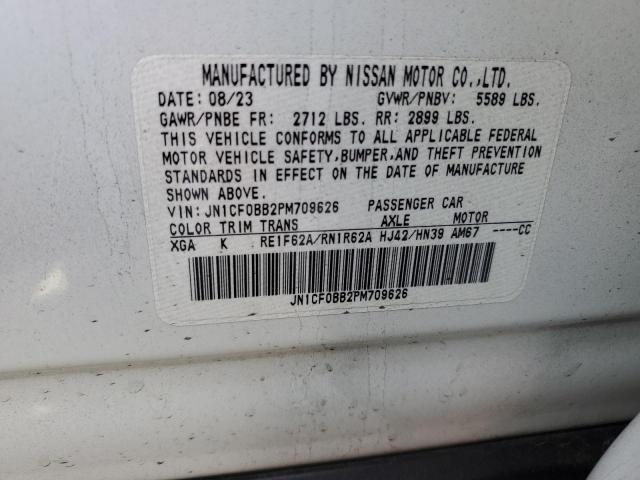 MANUFACTURED BY NISSAN MOTOR CO.,LTD.
DATE: 08/23 GVWR/PNBV: 5589 LBS.
GAWR/PNBE FR: 2712 LBS. RR: 2899 LBS.
THIS VEHICLE CONFORMS TO ALL APPLICABLE FEDERAL
MOTOR VEHICLE SAFETY,BUMPER,AND THEFT PREVENTION
STANDARDS IN EFFECT ON THE DATE OF MANUFACTURE
SHOWN ABOVE.
VIN: JN1CF0BB2PM709626 PASSENGER CAR
COLOR TRIM TRANS AXLE MOTOR
XGA K RE1F62A/RN1R62A HJ42/HN39 AM67 ----CC
JN1CF0BB2PM709626